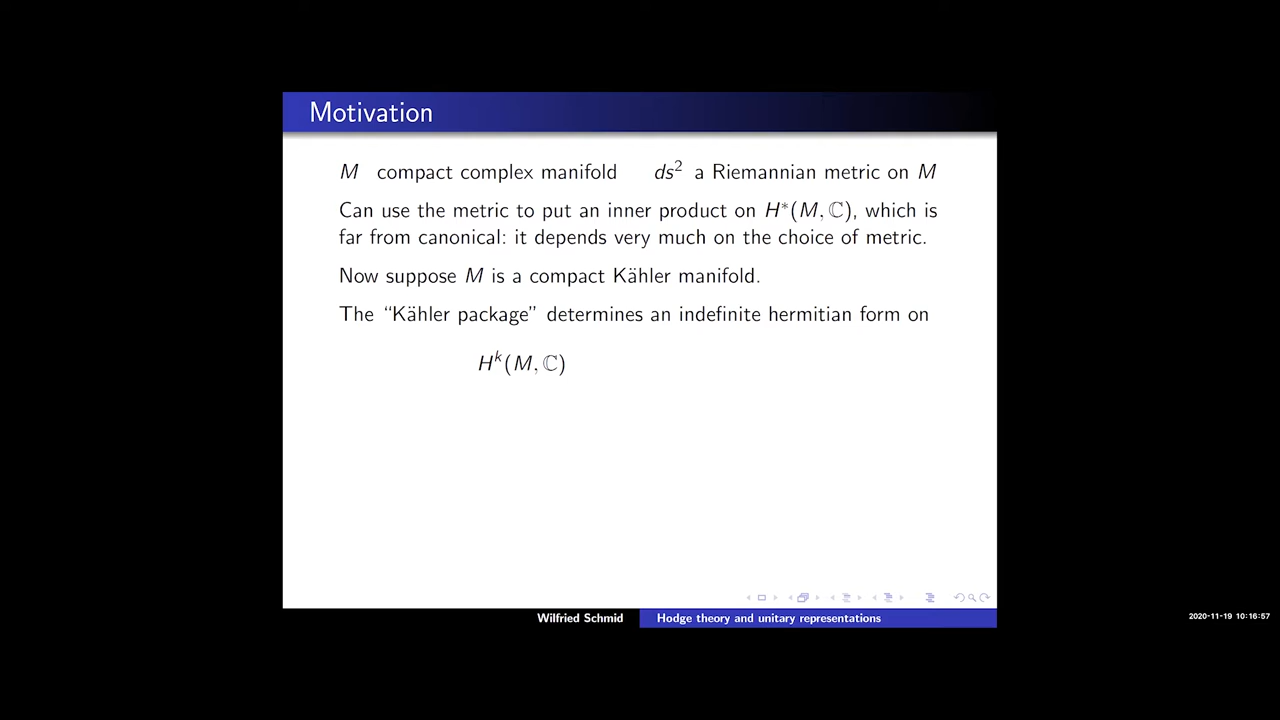 Motivation
M compact complex manifold ds² a Riemannian metric on M
Can use the metric to put an inner product on H*(M, ℂ), which is
far from canonical: it depends very much on the choice of metric.
Now suppose M is a compact Kähler manifold.
The “Kähler package” determines an indefinite hermitian form on
Hᵏ(M, ℂ)
Wilfried Schmid Hodge theory and unitary representations
2020-11-19 10:16:57